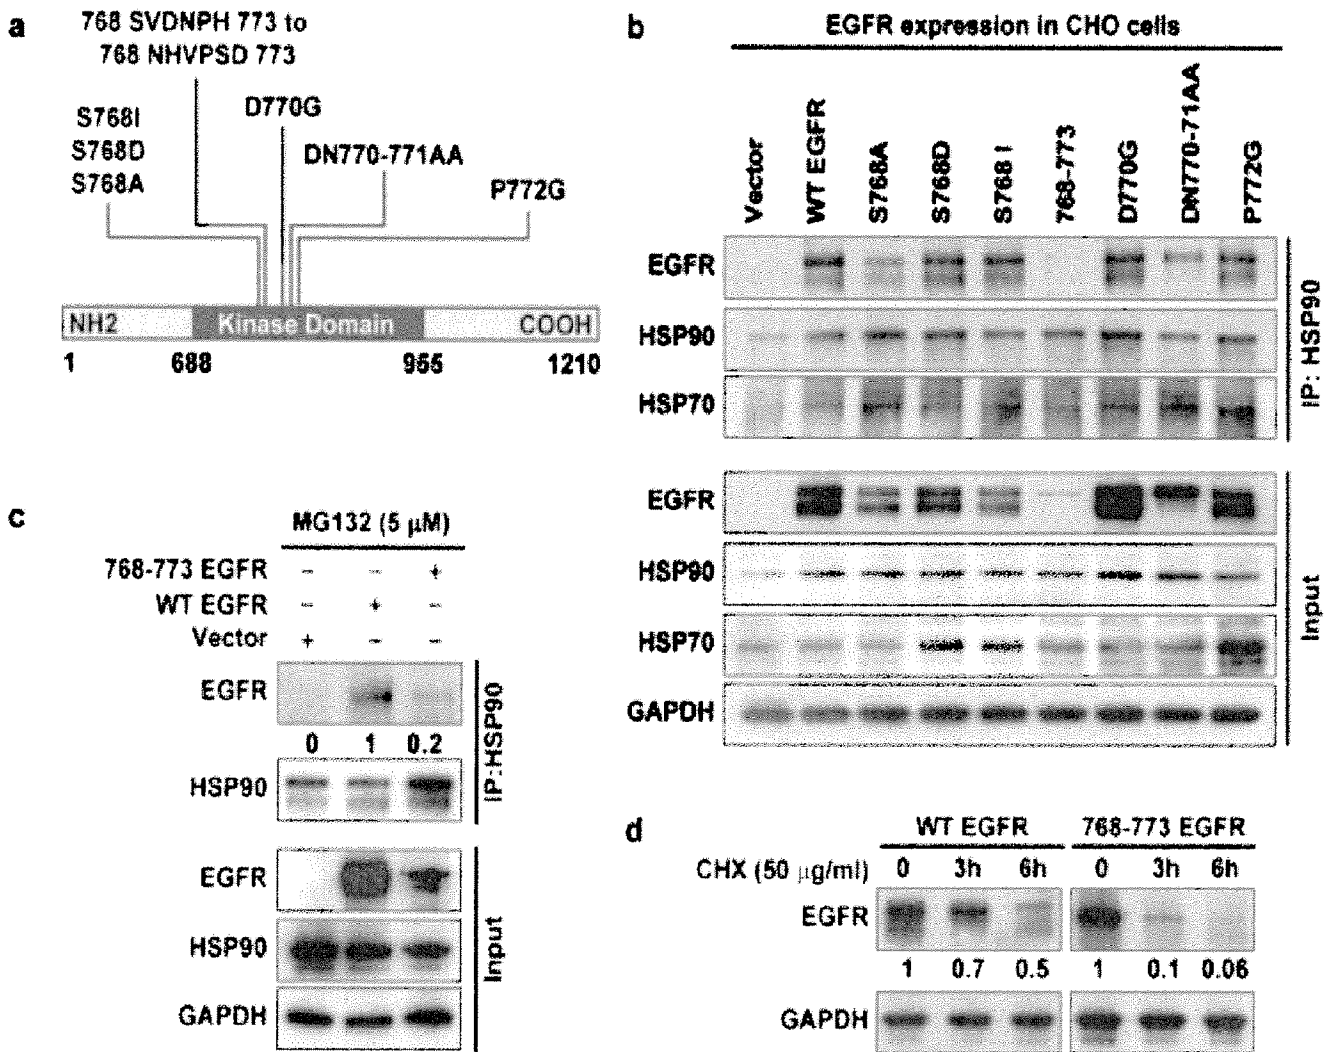 a
768 SVDNPH 773 to
768 NHVPSD 773
S768I
S768D
S768A
D770G
DN770-771AA
P772G
NH2
Kinase Domain
COOH
1
688
955
1210
b
EGFR expression in CHO cells
Vector
WT EGFR
S768A
S768D
S768 I
768-773
D770G
DN770-71AA
P772G
EGFR
HSP90
HSP70
IP: HSP90
EGFR
HSP90
HSP70
GAPDH
Input
c
MG132 (5 µM)
768-773 EGFR - - +
WT EGFR - + -
Vector + - -
EGFR
0 1 0.2
HSP90
IP:HSP90
EGFR
HSP90
GAPDH
Input
d
WT EGFR 768-773 EGFR
CHX (50 µg/ml) 0 3h 6h 0 3h 6h
EGFR
1 0.7 0.5 1 0.1 0.06
GAPDH